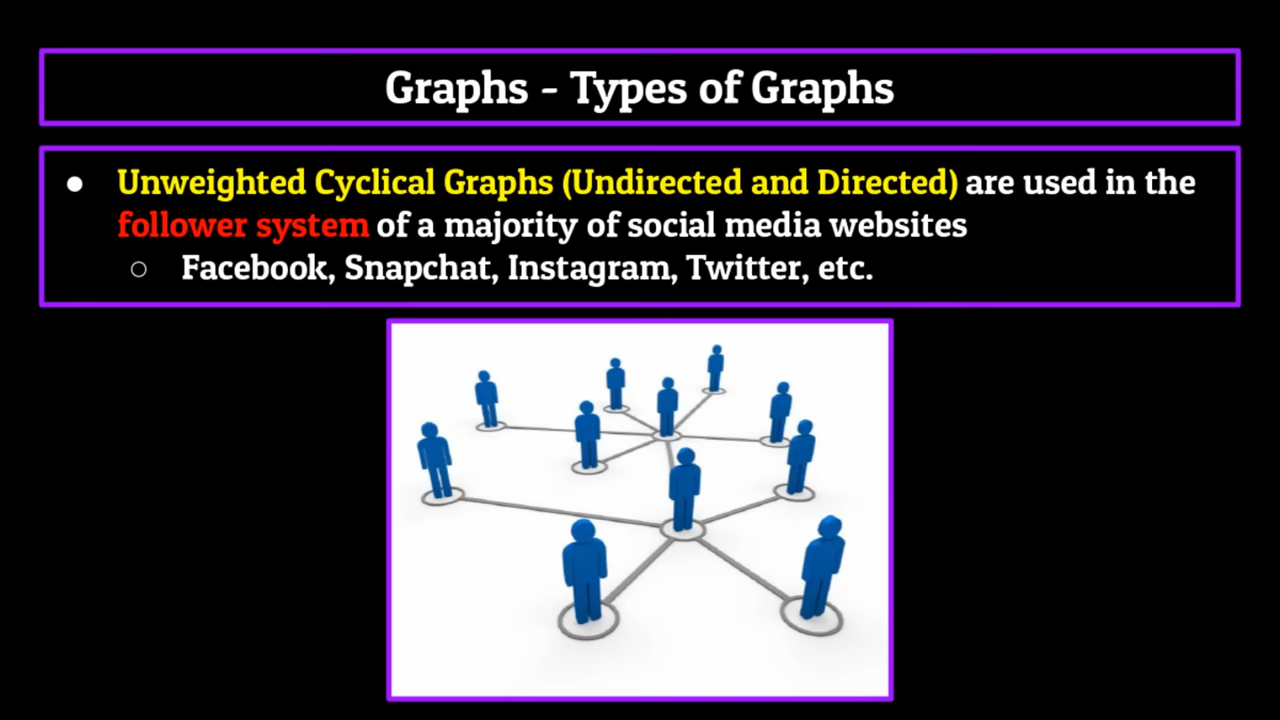 Graphs - Types of Graphs
● Unweighted Cyclical Graphs (Undirected and Directed) are used in the
follower system of a majority of social media websites
○ Facebook, Snapchat, Instagram, Twitter, etc.